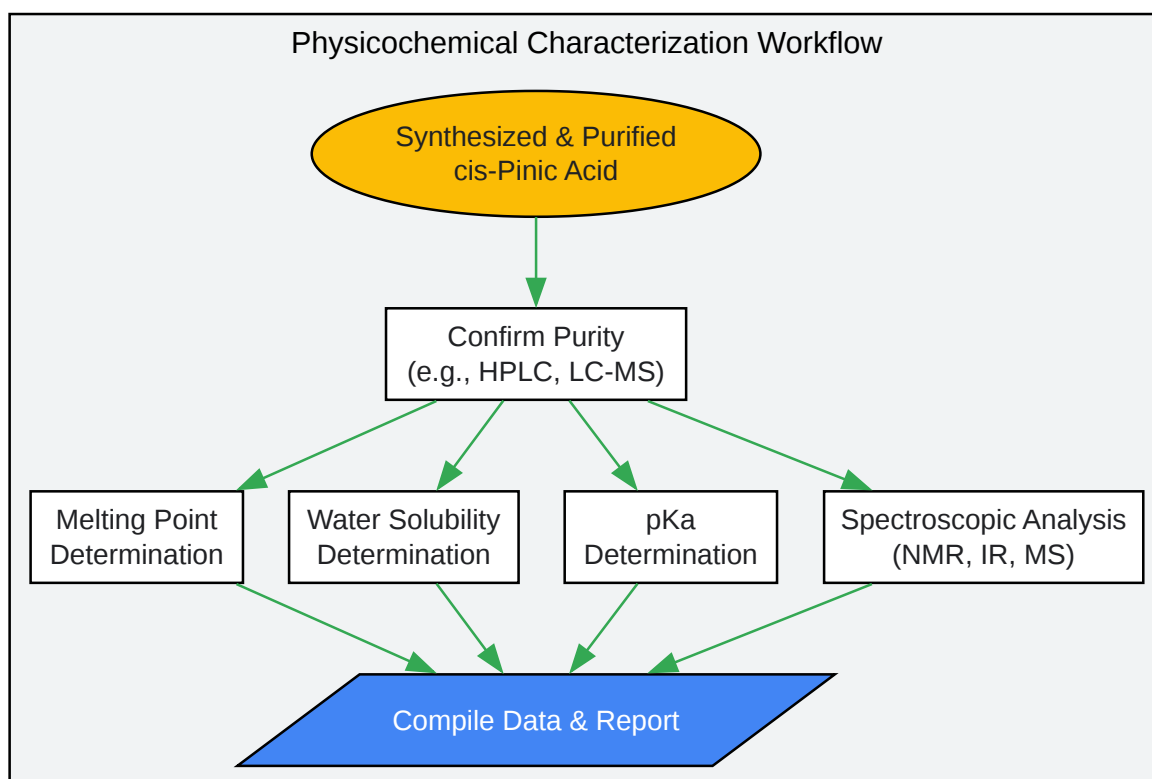 Physicochemical Characterization Workflow
Synthesized & Purified
cis-Pinic Acid
Confirm Purity
(e.g., HPLC, LC-MS)
Melting Point
Determination
Water Solubility
Determination
pKa
Determination
Spectroscopic Analysis
(NMR, IR, MS)
Compile Data & Report